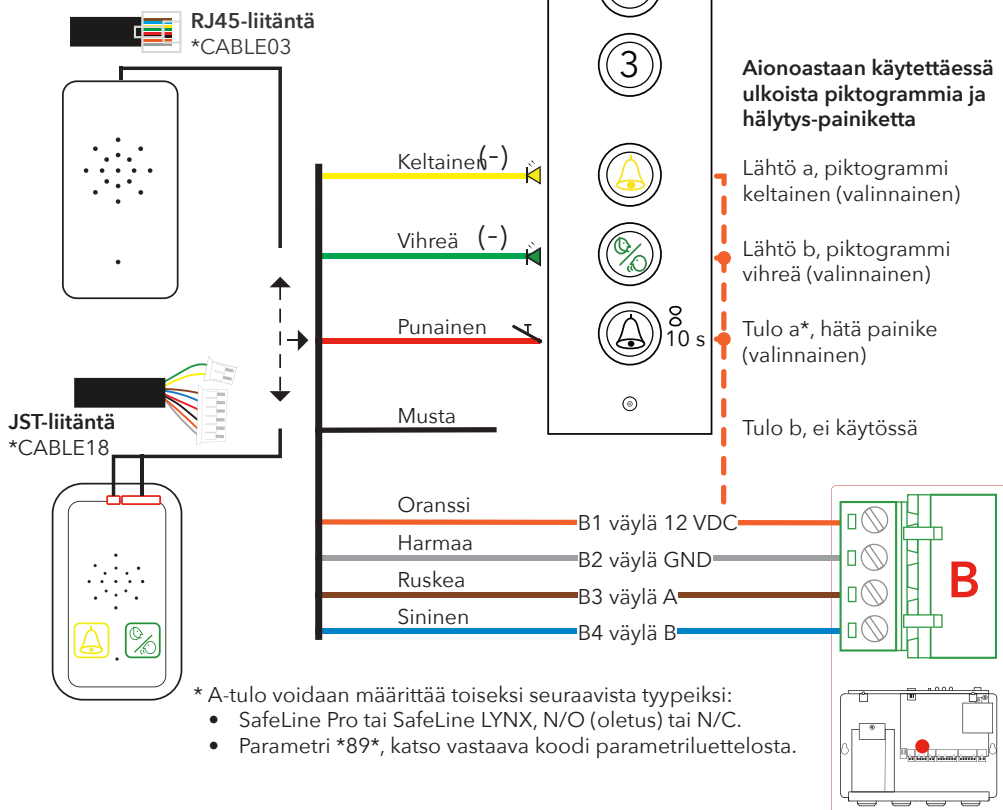 RJ45-liitäntä
*CABLE03
3
Aionoastaan käytettäessä
ulkoista piktogrammia ja
hälytys-painiketta
Keltainen
(-)
Lähtö a, piktogrammi
keltainen (valinnainen)
Vihreä
(-)
Lähtö b, piktogrammi
vihreä (valinnainen)
Punainen
10 s
Tulo a*, hätä painike
(valinnainen)
JST-liitäntä
*CABLE18
Musta
Tulo b, ei käytössä
Oranssi
B1 väylä 12 VDC
Harmaa
B2 väylä GND
Ruskea
B3 väylä A
Sininen
B4 väylä B
B
* A-tulo voidaan määrittää toiseksi seuraavista tyypeiksi:
• SafeLine Pro tai SafeLine LYNX, N/O (oletus) tai N/C.
• Parametri *89*, katso vastaava koodi parametriluettelosta.